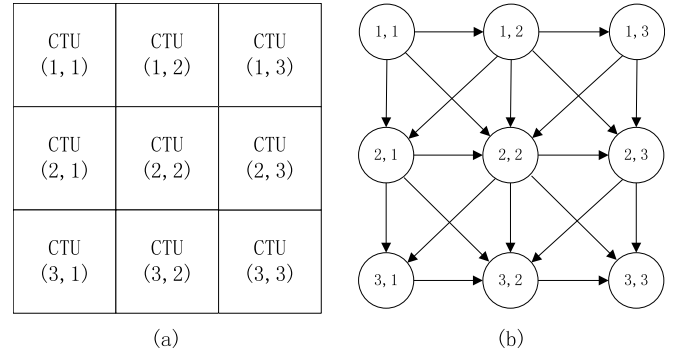 CTU CTU CTU
(1,1) (1,2) (1,3)
CTU CTU CTU
(2,1) (2,2) (2,3)
CTU CTU CTU
(3,1) (3,2) (3,3)
(a)
1,1 1,2 1,3
2,1 2,2 2,3
3,1 3,2 3,3
(b)